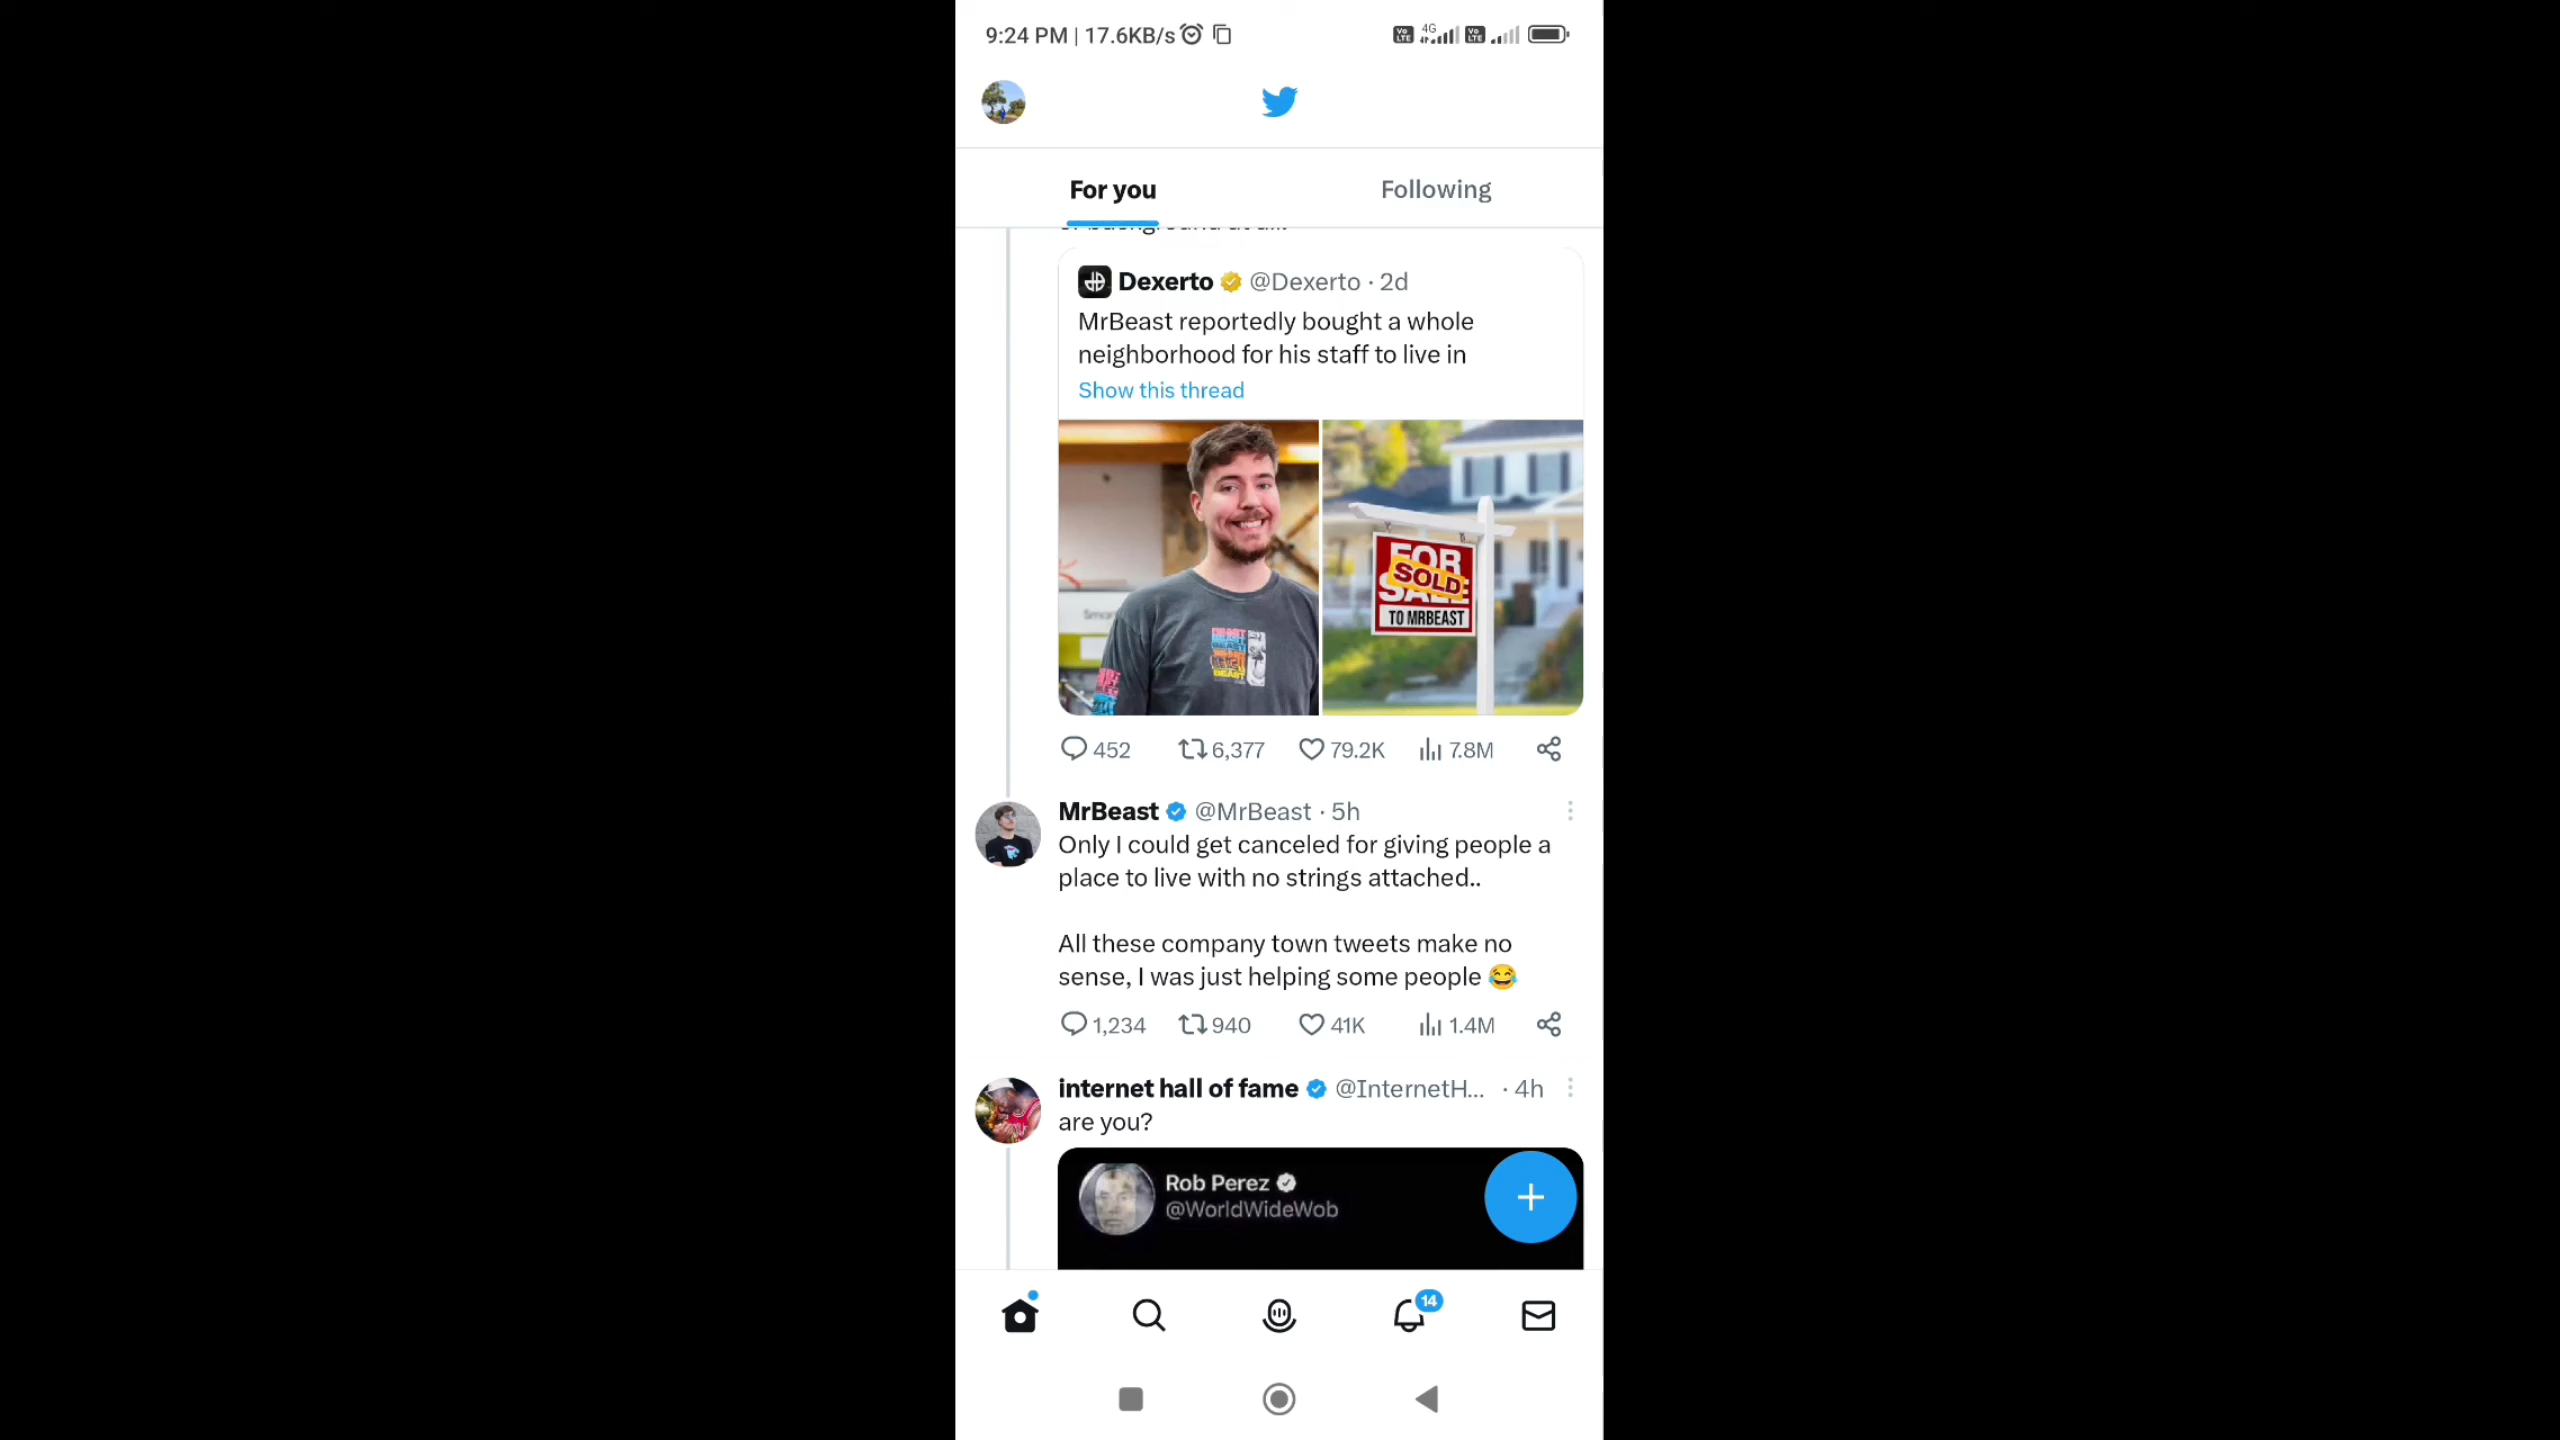 9:24 PM | 17.6KB/s
4G
For you
Following
Dexerto @Dexerto · 2d
MrBeast reportedly bought a whole
neighborhood for his staff to live in
Show this thread
FOR
SOLD
SALE
TO MRBEAST
452 6,377 79.2K 7.8M
MrBeast @MrBeast · 5h
Only I could get canceled for giving people a
place to live with no strings attached..
All these company town tweets make no
sense, I was just helping some people 😂
1,234 940 41K 1.4M
internet hall of fame @InternetH... · 4h
are you?
Rob Perez
@WorldWideWob
14